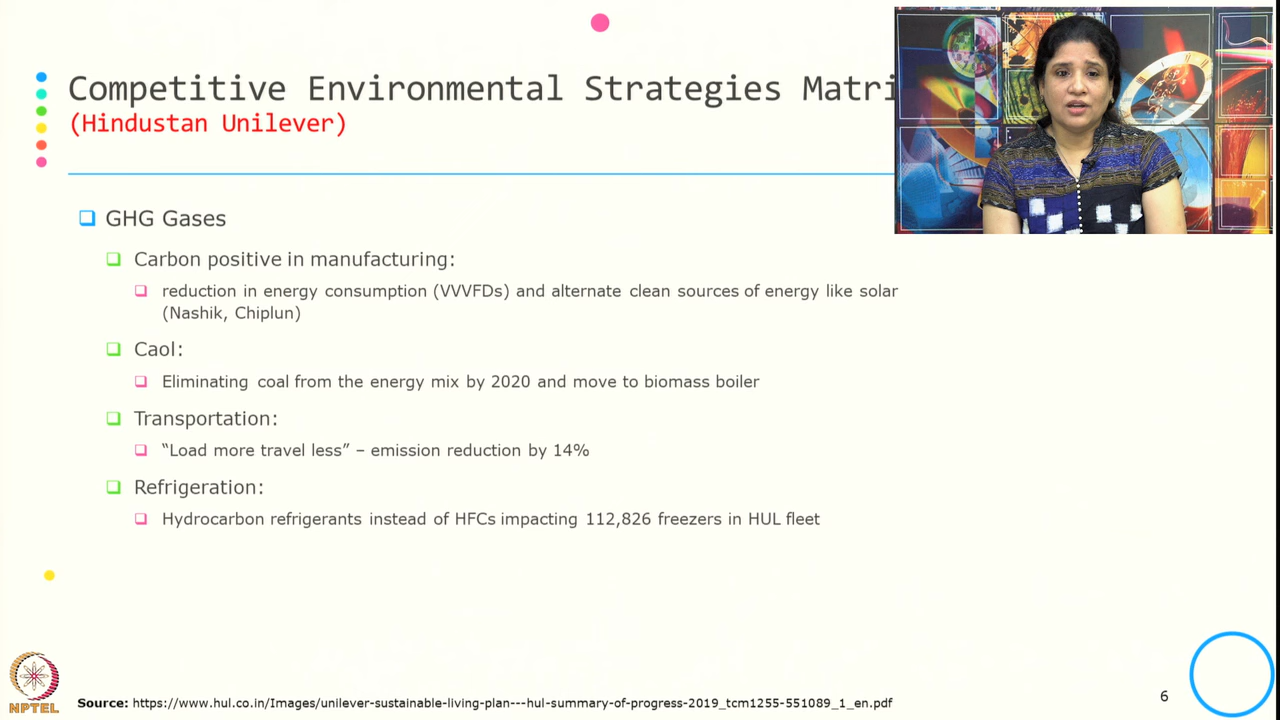 Competitive Environmental Strategies Matri
(Hindustan Unilever)
GHG Gases
Carbon positive in manufacturing:
reduction in energy consumption (VVVFDs) and alternate clean sources of energy like solar
(Nashik, Chiplun)
Caol:
Eliminating coal from the energy mix by 2020 and move to biomass boiler
Transportation:
“Load more travel less” – emission reduction by 14%
Refrigeration:
Hydrocarbon refrigerants instead of HFCs impacting 112,826 freezers in HUL fleet
NPTEL
Source: https://www.hul.co.in/Images/unilever-sustainable-living-plan---hul-summary-of-progress-2019_tcm1255-551089_1_en.pdf
6